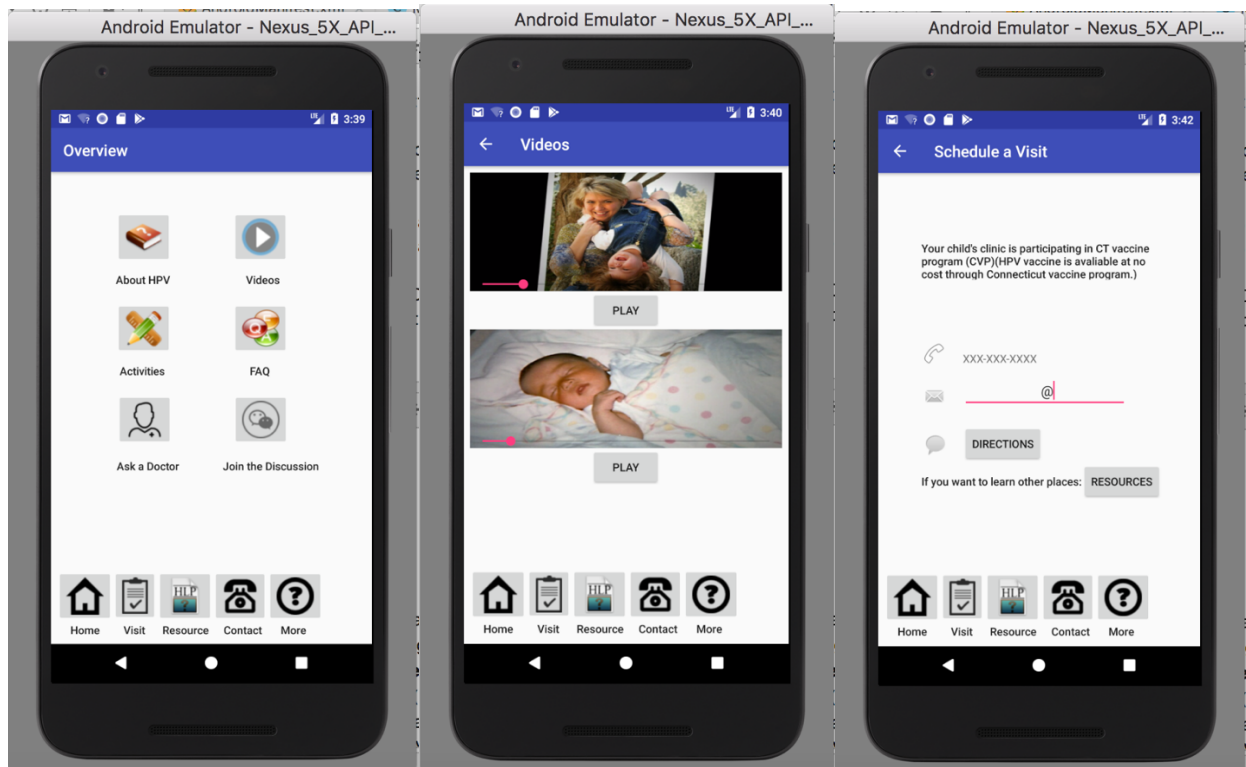 Android Emulator - Nexus_5X_API_...
3:39
Overview
About HPV
Videos
Activities
FAQ
Ask a Doctor
Join the Discussion
HLP
Home
Visit
Resource
Contact
More
Android Emulator - Nexus_5X_API_...
3:40
Videos
PLAY
PLAY
HLP
Home
Visit
Resource
Contact
More
Android Emulator - Nexus_5X_API_...
3:42
Schedule a Visit
Your child's clinic is participating in CT vaccine
program (CVP)(HPV vaccine is avaliable at no
cost through Connecticut vaccine program.)
xxx-xxx-xxxx
@
DIRECTIONS
If you want to learn other places: RESOURCES
HLP
Home
Visit
Resource
Contact
More